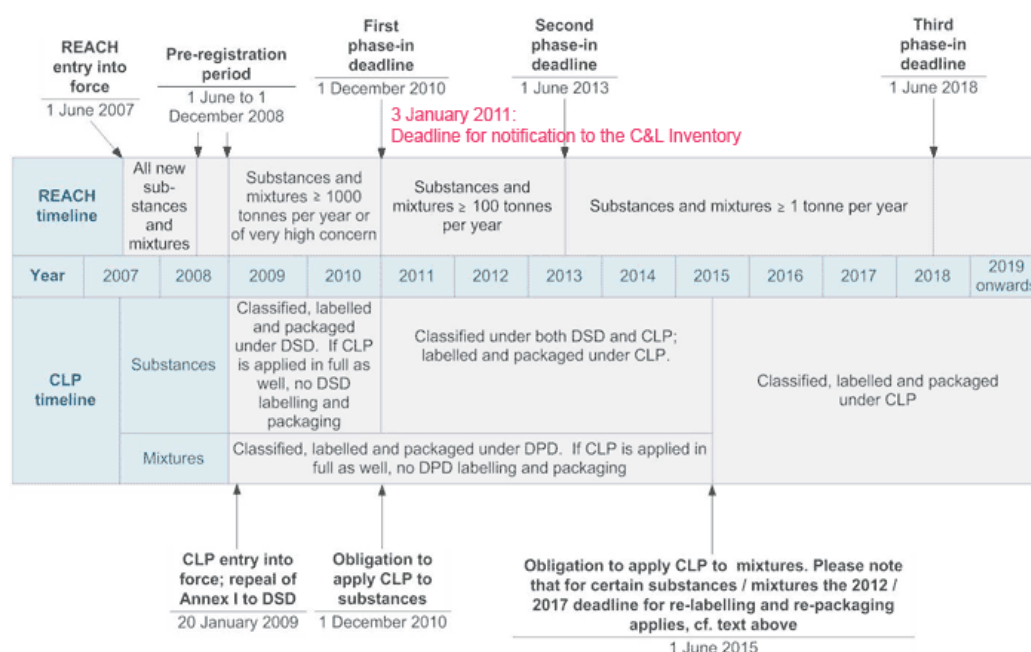 REACH
entry into
force
1 June 2007
Pre-registration
period
1 June to 1
December 2008
First
phase-in
deadline
1 December 2010
Second
phase-in
deadline
1 June 2013
Third
phase-in
deadline
1 June 2018
3 January 2011:
Deadline for notification to the C&L Inventory
REACH
timeline
All new
sub-
stances
and
mixtures
Substances and
mixtures ≥ 1000
tonnes per year or
of very high concern
Substances and
mixtures ≥ 100 tonnes
per year
Substances and mixtures ≥ 1 tonne per year
Year
2007
2008
2009
2010
2011
2012
2013
2014
2015
2016
2017
2018
2019
onwards
CLP
timeline
Substances
Classified, labelled
and packaged
under DSD. If CLP
is applied in full
as well, no DSD
labelling and
packaging
Classified under both DSD and CLP;
labelled and packaged under CLP.
Classified, labelled and packaged
under CLP
Mixtures
Classified, labelled and packaged under DPD. If CLP is applied in
full as well, no DPD labelling and packaging
CLP entry into
force; repeal of
Annex I to DSD
20 January 2009
Obligation to
apply CLP to
substances
1 December 2010
Obligation to apply CLP to mixtures. Please note
that for certain substances / mixtures the 2012 /
2017 deadline for re-labelling and re-packaging
applies, cf. text above
1 June 2015